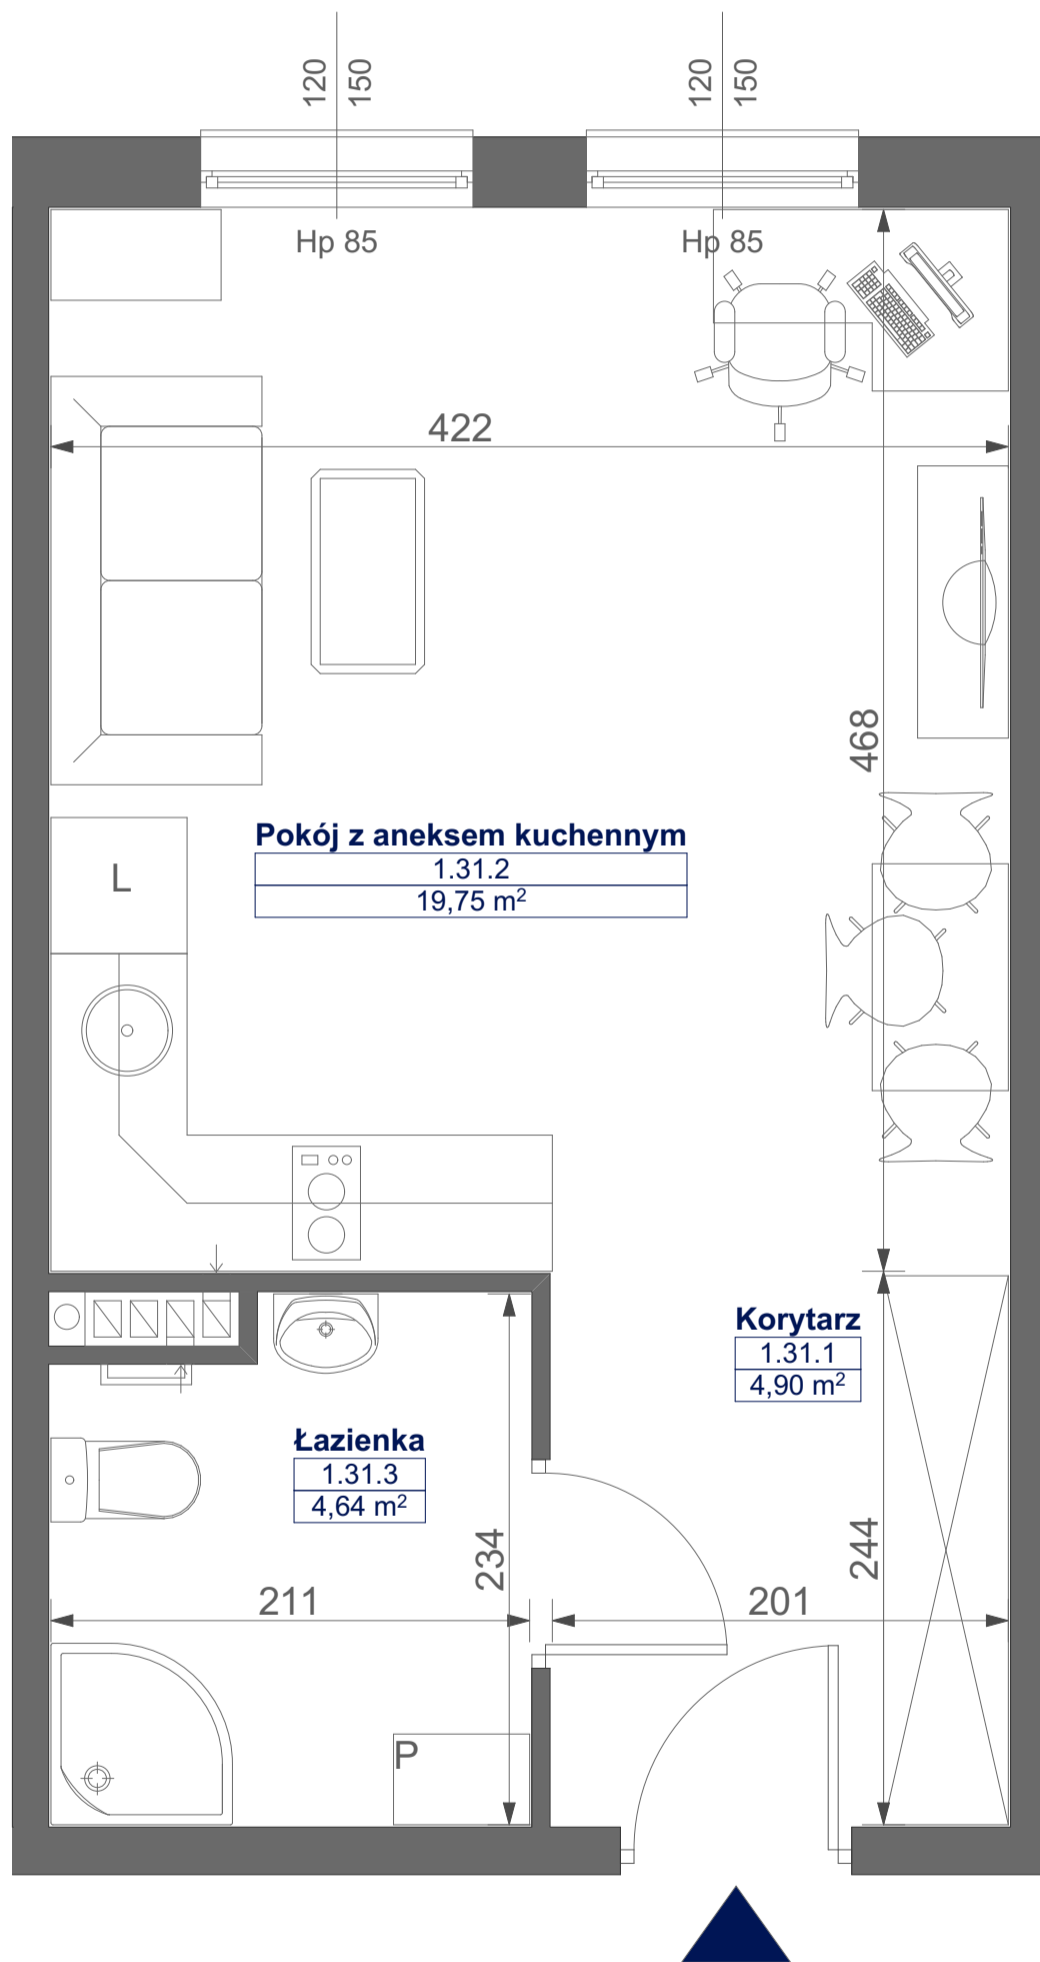 120
150
120
150
Hp 85
Hp 85
422
468
Pokój z aneksem kuchennym
1.31.2
19,75 m²
L
Korytarz
1.31.1
4,90 m²
Łazienka
1.31.3
4,64 m²
234
244
211
201
P